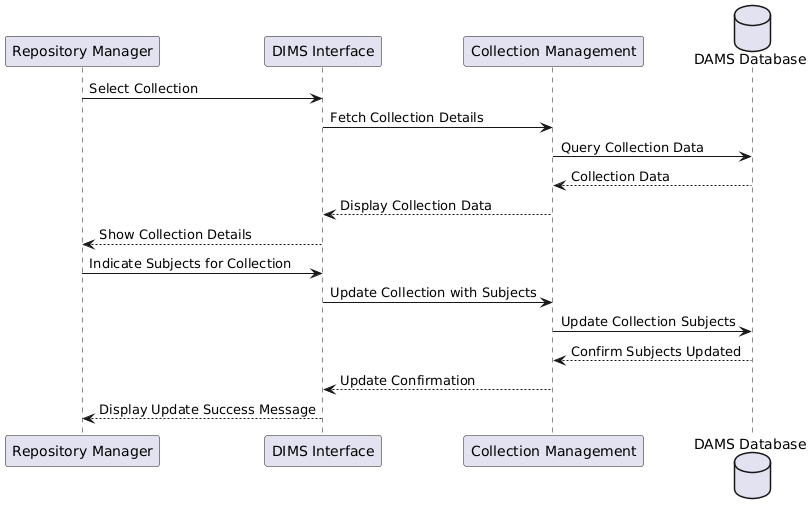 Repository Manager
DIMS Interface
Collection Management
DAMS Database
Select Collection
Fetch Collection Details
Query Collection Data
Collection Data
Display Collection Data
Show Collection Details
Indicate Subjects for Collection
Update Collection with Subjects
Update Collection Subjects
Confirm Subjects Updated
Update Confirmation
Display Update Success Message
Repository Manager
DIMS Interface
Collection Management
DAMS Database